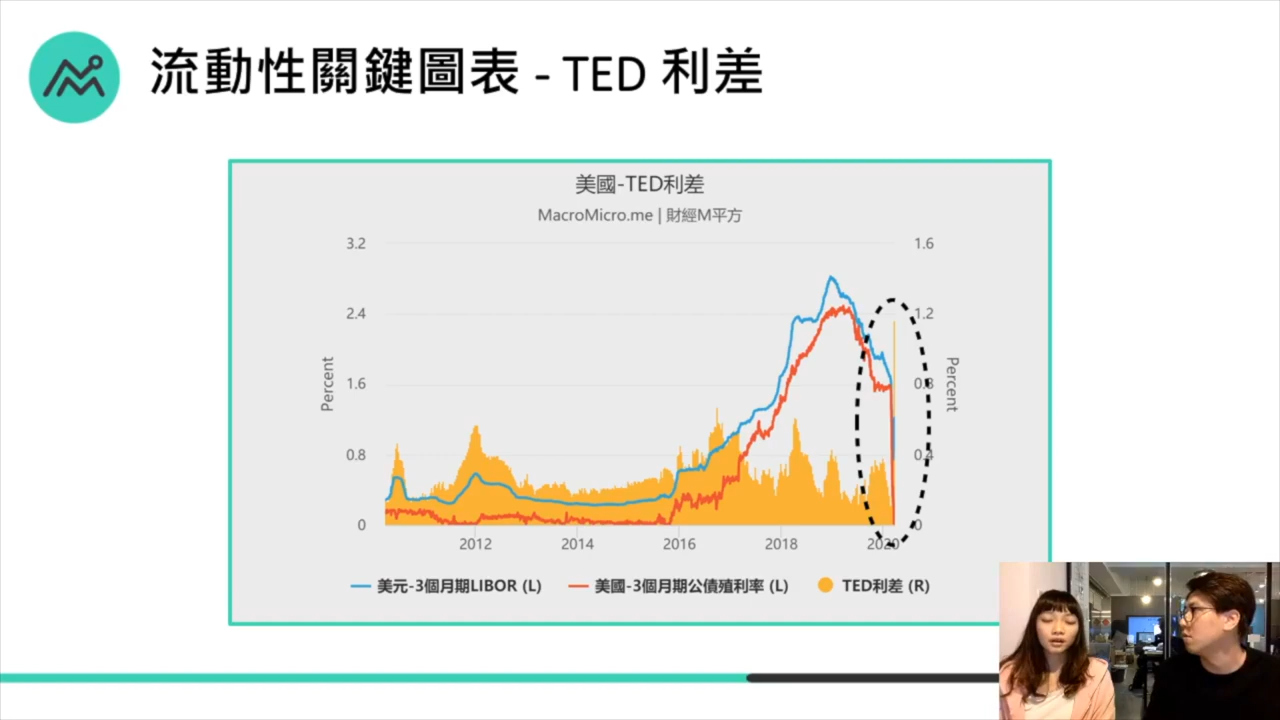 流動性關鍵圖表 - TED 利差
美國-TED利差
MacroMicro.me | 財經M平方
3.2
1.6
2.4
1.2
1.6
0.8
0.8
0.4
0
0
Percent
Percent
2012
2014
2016
2018
2020
美元-3個月期LIBOR (L)
美國-3個月期公債殖利率 (L)
TED利差 (R)